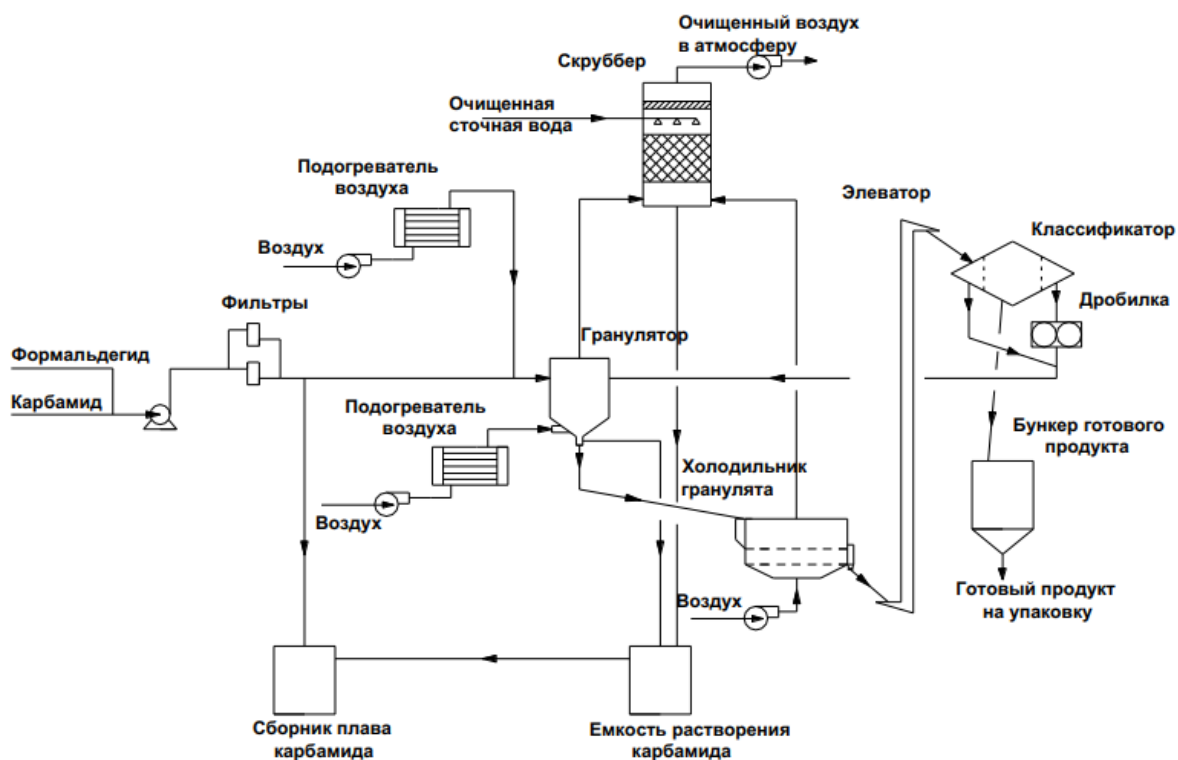 Очищенный воздух
в атмосферу
Скруббер
Очищенная
сточная вода
Подогреватель
воздуха
Элеватор
Классификатор
Воздух
Фильтры
Дробилка
Гранулятор
Формальдегид
Карбамид
Подогреватель
воздуха
Бункер готового
продукта
Холодильник
гранулята
Воздух
Воздух
Готовый продукт
на упаковку
Сборник плава
карбамида
Емкость растворения
карбамида